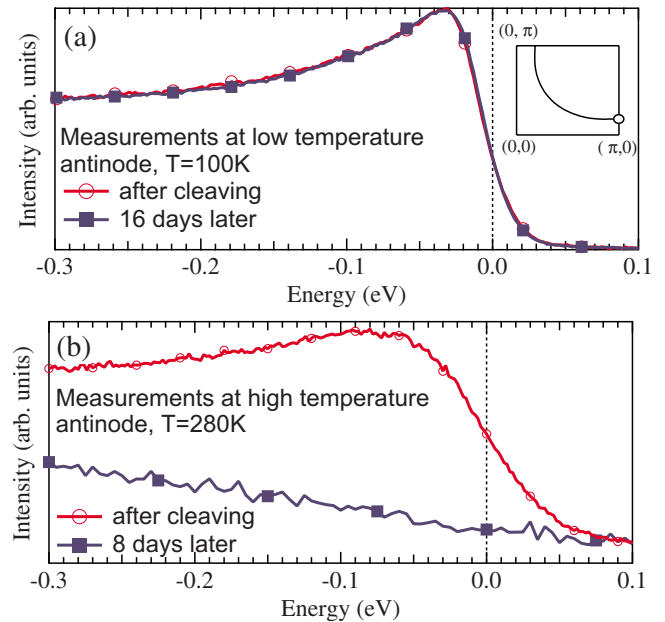 (a)
(0, π)
(0,0)
( π,0)
Measurements at low temperature
antinode, T=100K
after cleaving
16 days later
Intensity (arb. units)
-0.3
-0.2
-0.1
0.0
0.1
Energy (eV)
(b)
Measurements at high temperature
antinode, T=280K
after cleaving
8 days later
Intensity (arb. units)
-0.3
-0.2
-0.1
0.0
0.1
Energy (eV)